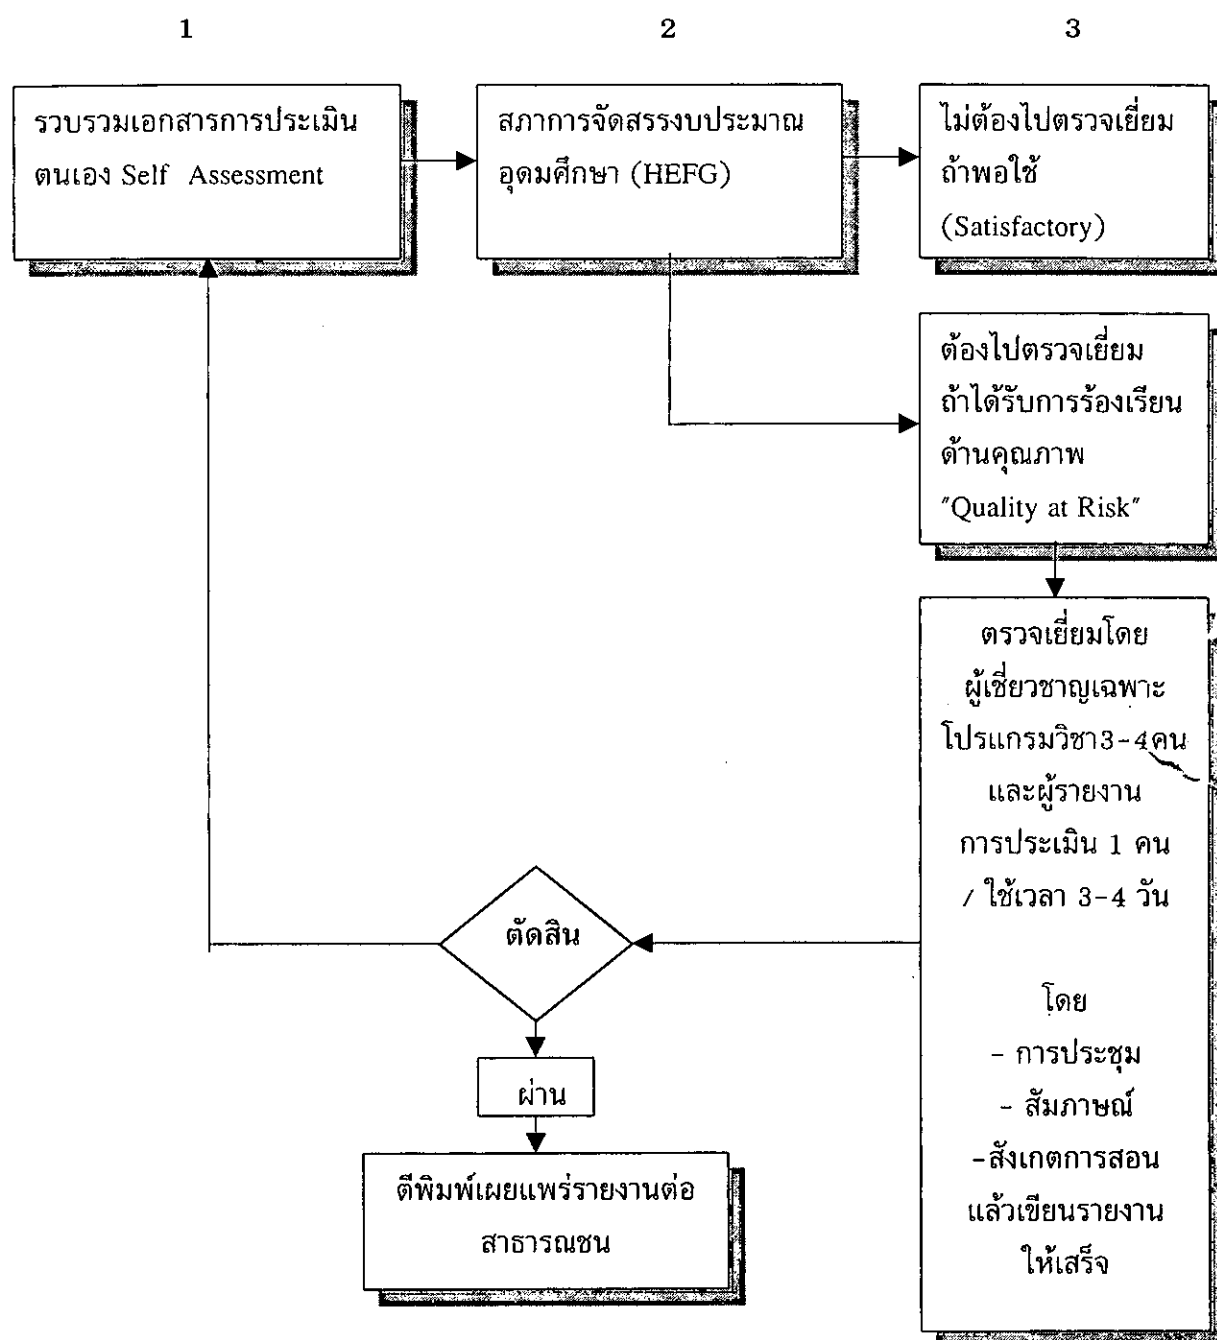 1
2
3
รวบรวมเอกสารการประเมิน
ตนเอง Self Assessment
สภาการจัดสรรงบประมาณ
อุดมศึกษา (HEFG)
ไม่ต้องไปตรวจเยี่ยม
ถ้าพอใช้
(Satisfactory)
ต้องไปตรวจเยี่ยม
ถ้าได้รับการร้องเรียน
ด้านคุณภาพ
"Quality at Risk"
ตรวจเยี่ยมโดย
ผู้เชี่ยวชาญเฉพาะ
โปรแกรมวิชา3-4คน
และผู้รายงาน
การประเมิน 1 คน
/ ใช้เวลา 3-4 วัน
โดย
- การประชุม
- สัมภาษณ์
-สังเกตการสอน
แล้วเขียนรายงาน
ให้เสร็จ
ตัดสิน
ผ่าน
ตีพิมพ์เผยแพร่รายงานต่อ
สาธารณชน